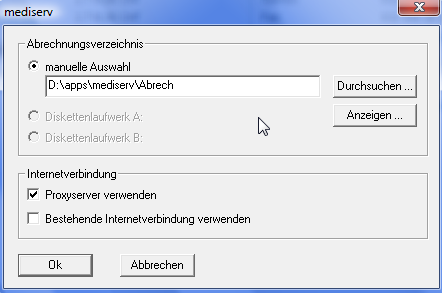 mediserv
Abrechnungsverzeichnis
manuelle Auswahl
D:\apps\mediserv\Abrech
Durchsuchen ...
Anzeigen ...
Diskettenlaufwerk A:
Diskettenlaufwerk B:
Internetverbindung
Proxyserver verwenden
Bestehende Internetverbindung verwenden
Ok
Abbrechen